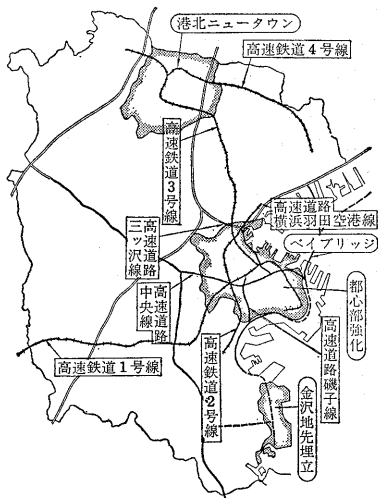 港北ニュータウン
高速鉄道4号線
高速鉄道3号線
高速道路
横浜羽田空港線
ベイブリッジ
高速道路
三ッ沢線
高速道路
中央線
都心部強化
高速鉄道1号線
高速鉄道2号線
高速道路磯子線
金沢地先埋立